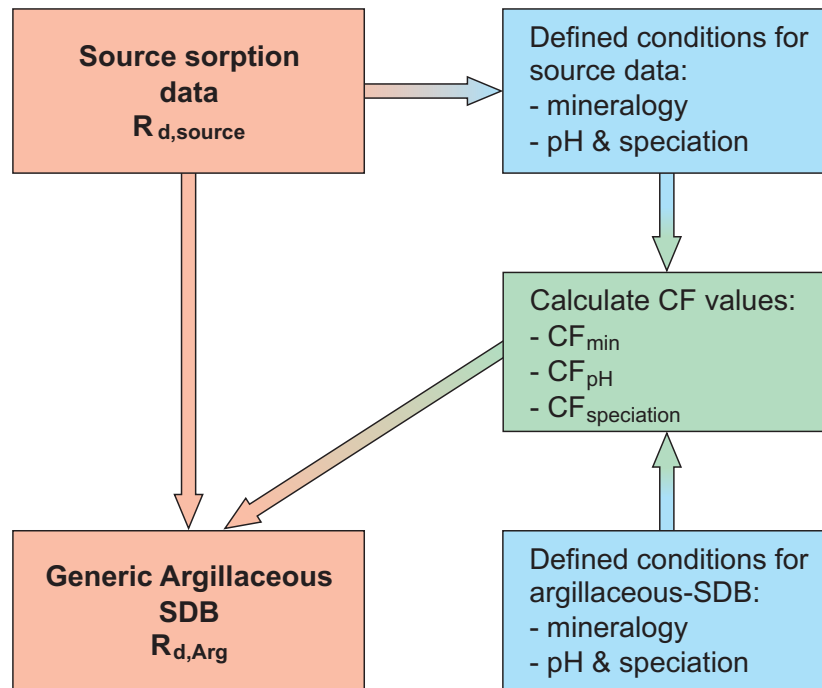 Source sorption
data
R d,source
Defined conditions for
source data:
- mineralogy
- pH & speciation
Calculate CF values:
- CFmin
- CFpH
- CFspeciation
Generic Argillaceous
SDB
Rd,Arg
Defined conditions for
argillaceous-SDB:
- mineralogy
- pH & speciation